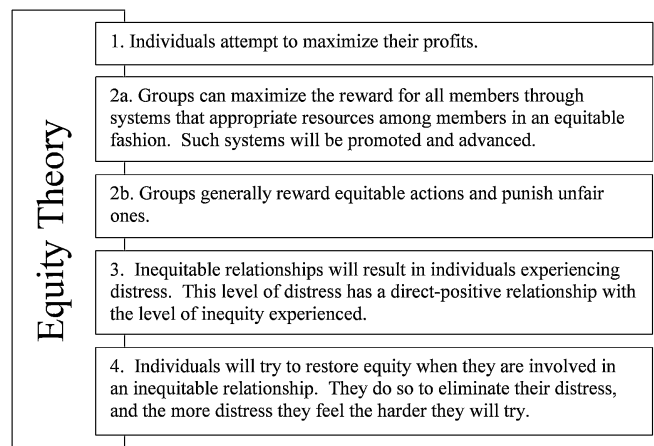 Equity Theory
1. Individuals attempt to maximize their profits.
2a. Groups can maximize the reward for all members through
systems that appropriate resources among members in an equitable
fashion.  Such systems will be promoted and advanced.
2b. Groups generally reward equitable actions and punish unfair
ones.
3.  Inequitable relationships will result in individuals experiencing
distress.  This level of distress has a direct-positive relationship with
the level of inequity experienced.
4.  Individuals will try to restore equity when they are involved in
an inequitable relationship.  They do so to eliminate their distress,
and the more distress they feel the harder they will try.